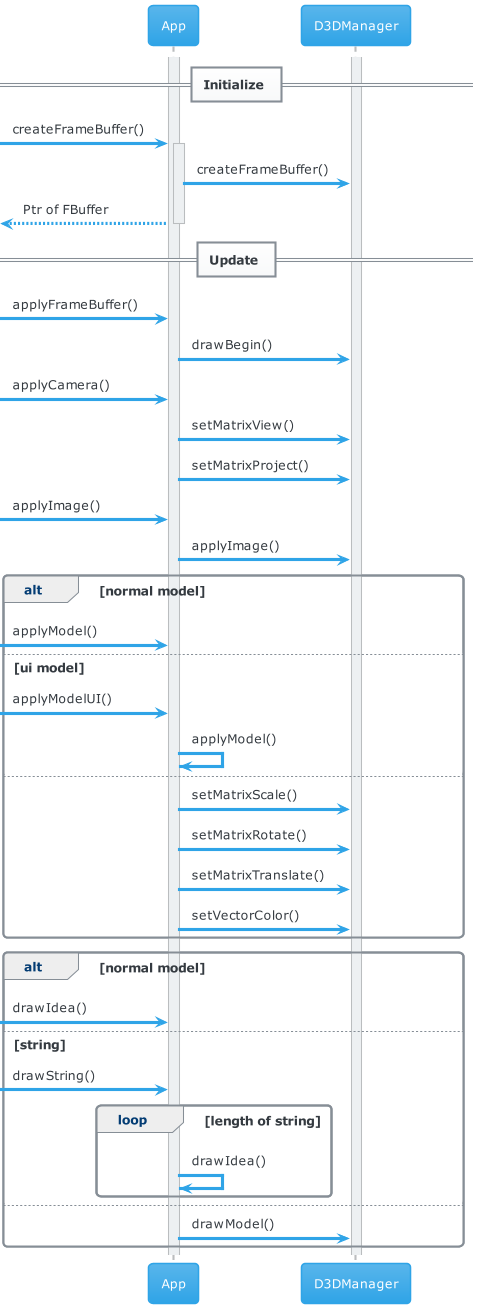 App
D3DManager
Initialize
createFrameBuffer()
createFrameBuffer()
Ptr of FBuffer
Update
applyFrameBuffer()
drawBegin()
applyCamera()
setMatrixView()
setMatrixProject()
applyImage()
applyImage()
alt [normal model]
applyModel()
[ui model]
applyModelUI()
applyModel()
setMatrixScale()
setMatrixRotate()
setMatrixTranslate()
setVectorColor()
alt [normal model]
drawIdea()
[string]
drawString()
loop [length of string]
drawIdea()
drawModel()
App
D3DManager